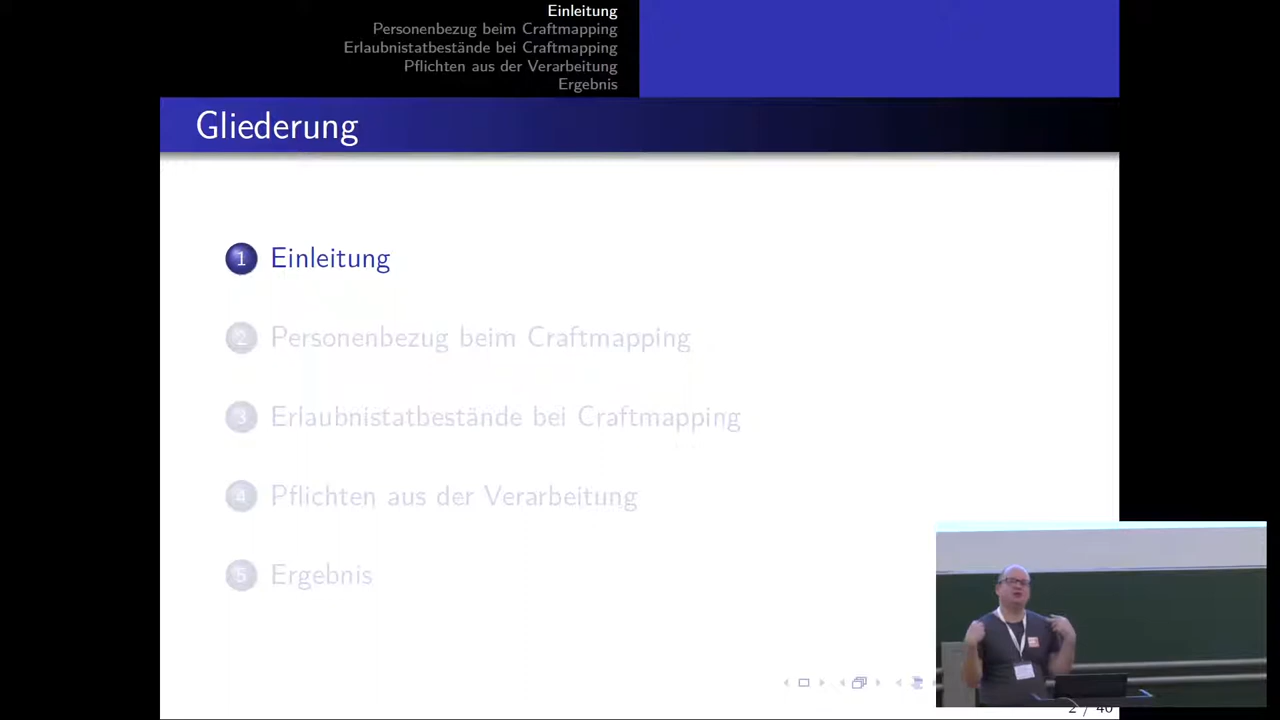 Einleitung
Personenbezug beim Craftmapping
Erlaubnistatbestände bei Craftmapping
Pflichten aus der Verarbeitung
Ergebnis
Gliederung
1 Einleitung
2 Personenbezug beim Craftmapping
3 Erlaubnistatbestände bei Craftmapping
4 Pflichten aus der Verarbeitung
5 Ergebnis
2 / 40